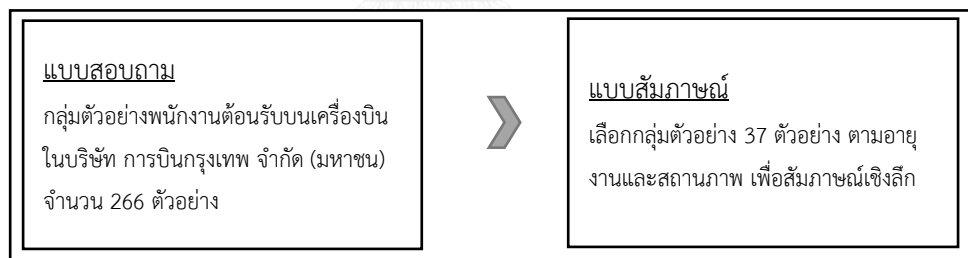 แบบสอบถาม
กลุ่มตัวอย่างพนักงานต้อนรับบนเครื่องบิน
ในบริษัท การบินกรุงเทพ จำกัด (มหาชน)
จำนวน 266 ตัวอย่าง
แบบสัมภาษณ์
เลือกกลุ่มตัวอย่าง 37 ตัวอย่าง ตามอายุ
งานและสถานภาพ เพื่อสัมภาษณ์เชิงลึก